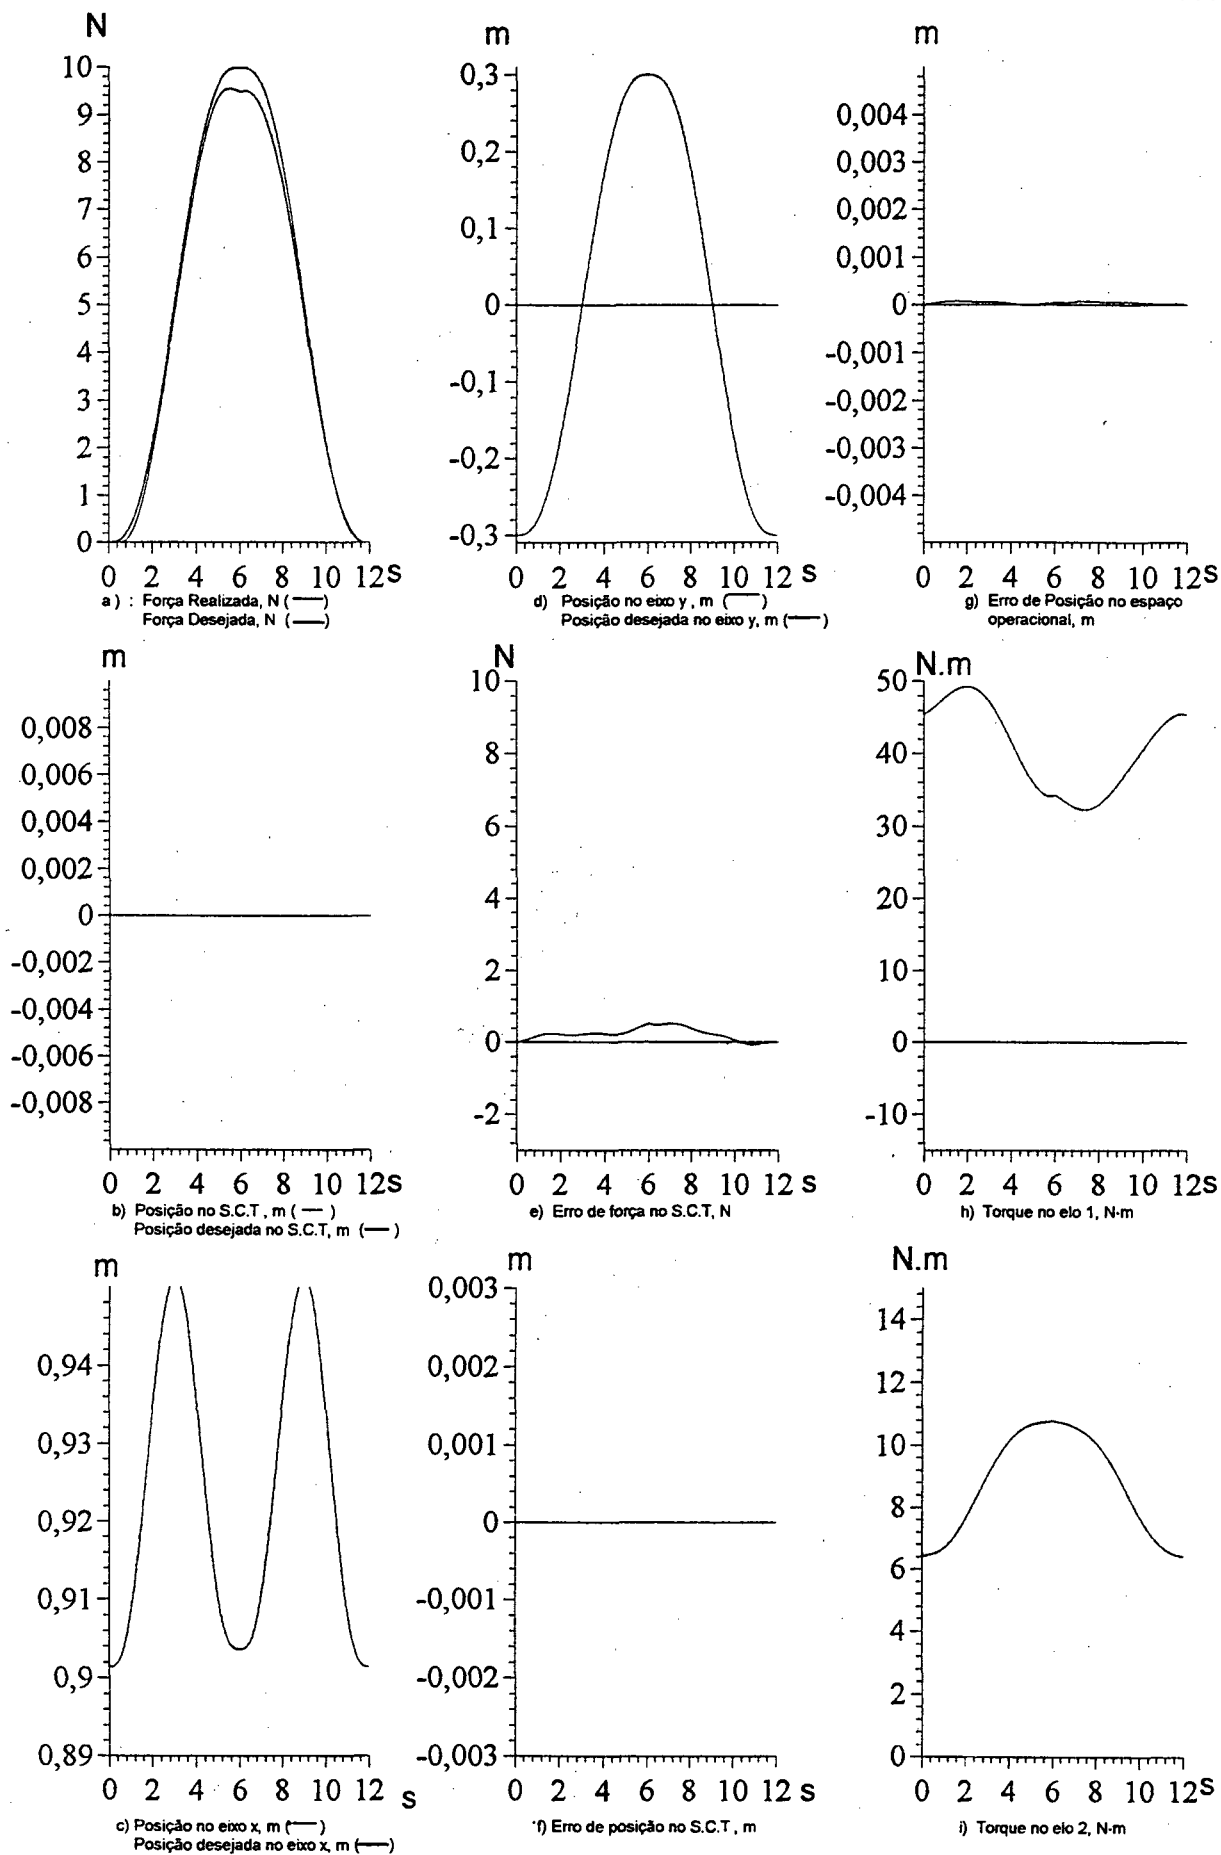 N
10
9
8
7
6
5
4
3
2
1
0
0 2 4 6 8 10 12 s
a) : Força Realizada, N (—)
Força Desejada, N (—)
m
0,3
0,2
0,1
0
-0,1
-0,2
-0,3
0 2 4 6 8 10 12 s
d) Posição no eixo y , m (—)
Posição desejada no eixo y, m (—)
m
0,004
0,003
0,002
0,001
0
-0,001
-0,002
-0,003
-0,004
0 2 4 6 8 10 12s
g) Erro de Posição no espaço
operacional, m
m
0,008
0,006
0,004
0,002
0
-0,002
-0,004
-0,006
-0,008
0 2 4 6 8 10 12s
b) Posição no S.C.T , m (—)
Posição desejada no S.C.T, m (—)
N
10
8
6
4
2
0
-2
0 2 4 6 8 10 12 s
e) Erro de força no S.C.T, N
N.m
50
40
30
20
10
0
-10
0 2 4 6 8 10 12s
h) Torque no elo 1, N·m
m
0,94
0,93
0,92
0,91
0,9
0,89
0 2 4 6 8 10 12 s
c) Posição no eixo x, m (—)
Posição desejada no eixo x, m (—)
m
0,003
0,002
0,001
0
-0,001
-0,002
-0,003
0 2 4 6 8 10 12 s
f) Erro de posição no S.C.T , m
N.m
14
12
10
8
6
4
2
0
0 2 4 6 8 10 12s
i) Torque no elo 2, N·m